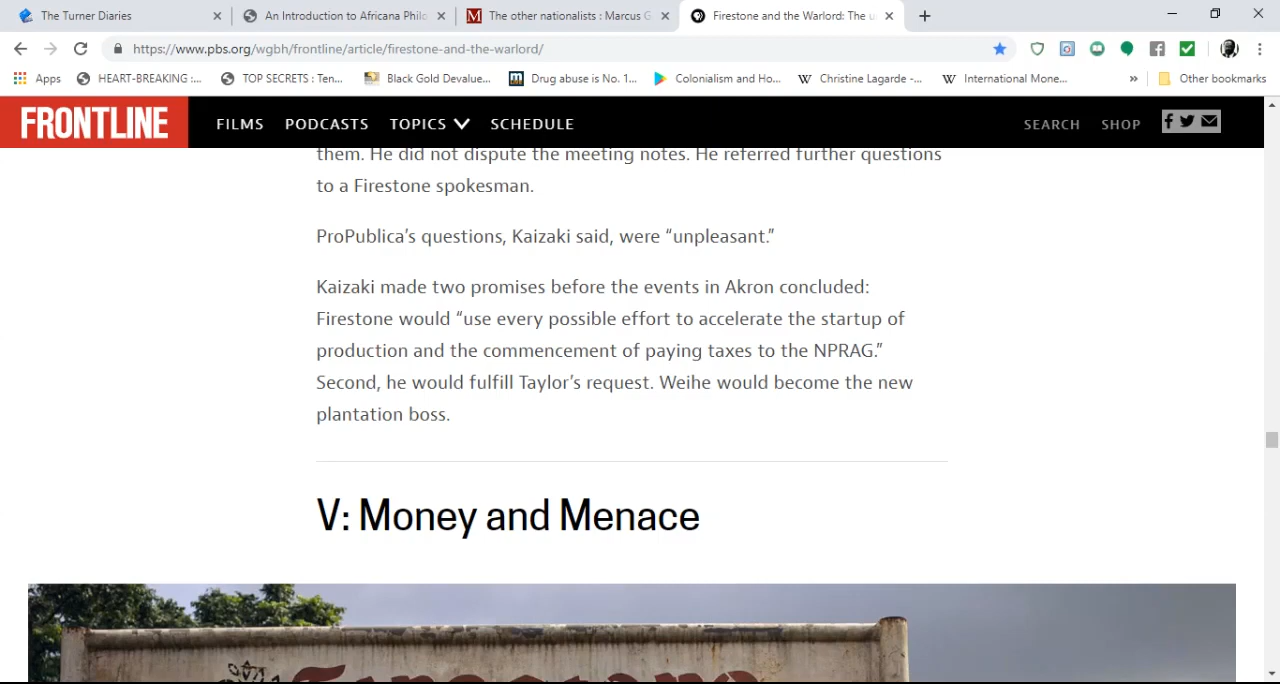 The Turner Diaries
An Introduction to Africana Philo
The other nationalists : Marcus G
Firestone and the Warlord: The u
https://www.pbs.org/wgbh/frontline/article/firestone-and-the-warlord/
Apps
HEART-BREAKING :...
TOP SECRETS : Ten...
Black Gold Devalue...
Drug abuse is No. 1...
Colonialism and Ho...
Christine Lagarde -...
International Mone...
Other bookmarks
FRONTLINE
FILMS
PODCASTS
TOPICS
SCHEDULE
SEARCH
SHOP
them. He did not dispute the meeting notes. He referred further questions
to a Firestone spokesman.
ProPublica’s questions, Kaizaki said, were “unpleasant.”
Kaizaki made two promises before the events in Akron concluded:
Firestone would “use every possible effort to accelerate the startup of
production and the commencement of paying taxes to the NPRAG.”
Second, he would fulfill Taylor’s request. Weihe would become the new
plantation boss.
V: Money and Menace